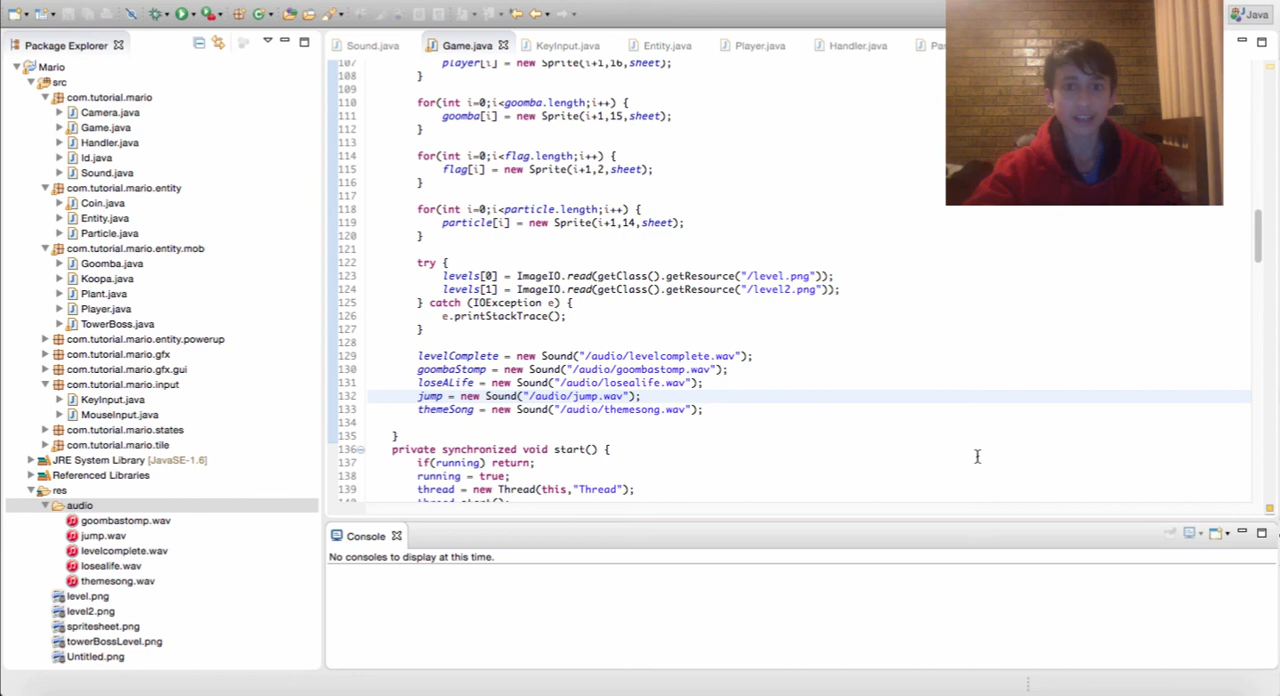 Java
Package Explorer
Sound.java
Game.java
KeyInput.java
Entity.java
Player.java
Handler.java
Mario
src
com.tutorial.mario
Camera.java
Game.java
Handler.java
Id.java
Sound.java
com.tutorial.mario.entity
Coin.java
Entity.java
Particle.java
com.tutorial.mario.entity.mob
Goomba.java
Koopa.java
Plant.java
Player.java
TowerBoss.java
com.tutorial.mario.entity.powerup
com.tutorial.mario.gfx
com.tutorial.mario.gfx.gui
com.tutorial.mario.input
KeyInput.java
MouseInput.java
com.tutorial.mario.states
com.tutorial.mario.tile
JRE System Library [JavaSE-1.6]
Referenced Libraries
res
audio
goombastomp.wav
jump.wav
levelcomplete.wav
losealife.wav
themesong.wav
level.png
level2.png
spritesheet.png
towerBossLevel.png
Untitled.png
107 player[i] = new Sprite(i+1,16,sheet);
108 }
109
110 for(int i=0;i<goomba.length;i++) {
111 goomba[i] = new Sprite(i+1,15,sheet);
112 }
113
114 for(int i=0;i<flag.length;i++) {
115 flag[i] = new Sprite(i+1,2,sheet);
116 }
117
118 for(int i=0;i<particle.length;i++) {
119 particle[i] = new Sprite(i+1,14,sheet);
120 }
121
122 try {
123 levels[0] = ImageIO.read(getClass().getResource("/level.png"));
124 levels[1] = ImageIO.read(getClass().getResource("/level2.png"));
125 } catch (IOException e) {
126 e.printStackTrace();
127 }
128
129 levelComplete = new Sound("/audio/levelcomplete.wav");
130 goombaStomp = new Sound("/audio/goombastomp.wav");
131 loseALife = new Sound("/audio/losealife.wav");
132 jump = new Sound("/audio/jump.wav");
133 themeSong = new Sound("/audio/themesong.wav");
134
135 }
136 private synchronized void start() {
137 if(running) return;
138 running = true;
139 thread = new Thread(this,"Thread");
Console
No consoles to display at this time.